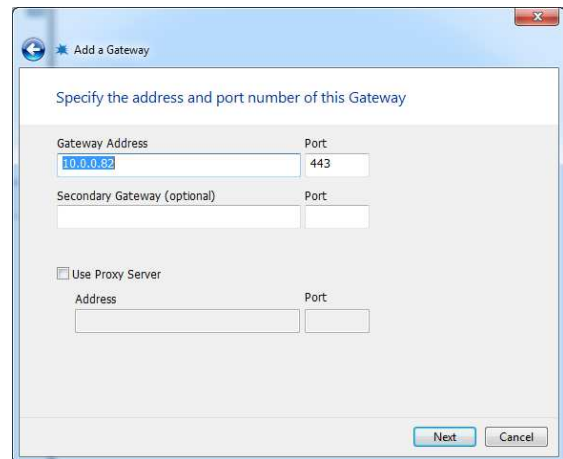 Add a Gateway
Specify the address and port number of this Gateway
Gateway Address Port
10.0.0.82 443
Secondary Gateway (optional) Port
Use Proxy Server
Address Port
Next Cancel